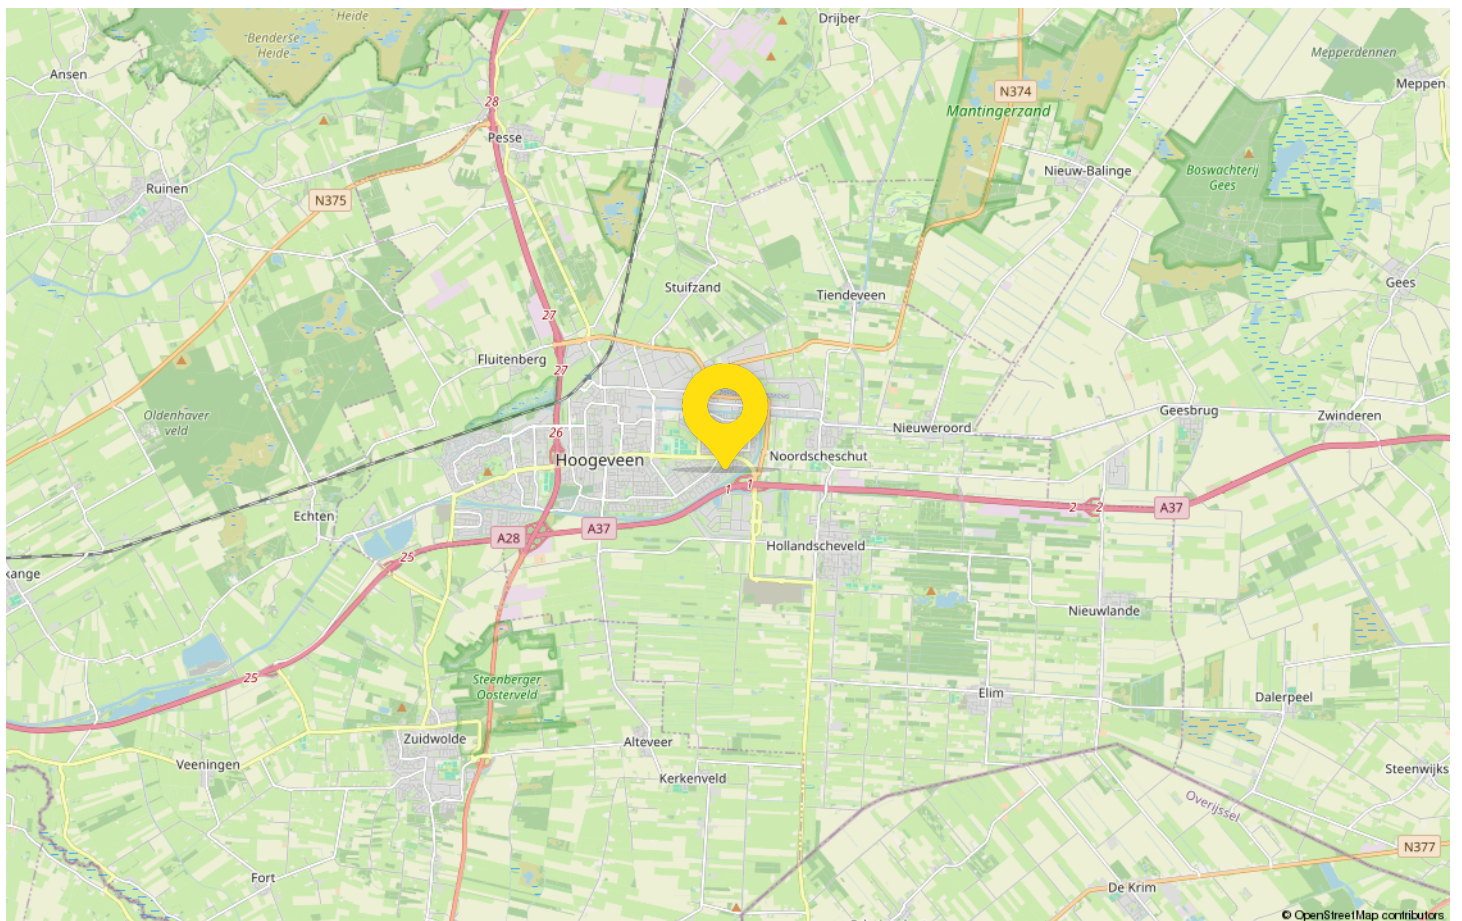 Heide
Drijber
Benderse
Heide
Mepperdennen
Ansen
Meppen
N374
28
Mantingerzand
Pesse
Nieuw-Balinge
Boswachterij
Gees
Ruinen
N375
Gees
Stuifzand
Tiendeveen
27
Fluitenberg
27
Oldenhaver
veld
Geesbrug
Zwinderen
26
Nieuweroord
Hoogeveen
Noordscheschut
1
1
2
2
A37
Echten
A37
A28
25
Hollandscheveld
kange
Nieuwlande
25
Steenberger
Oosterveld
Elim
Dalerpeel
Zuidwolde
Alteveer
Veeningen
Kerkenveld
Steenwijks
Overijssel
N377
Fort
De Krim
© OpenStreetMap contributors